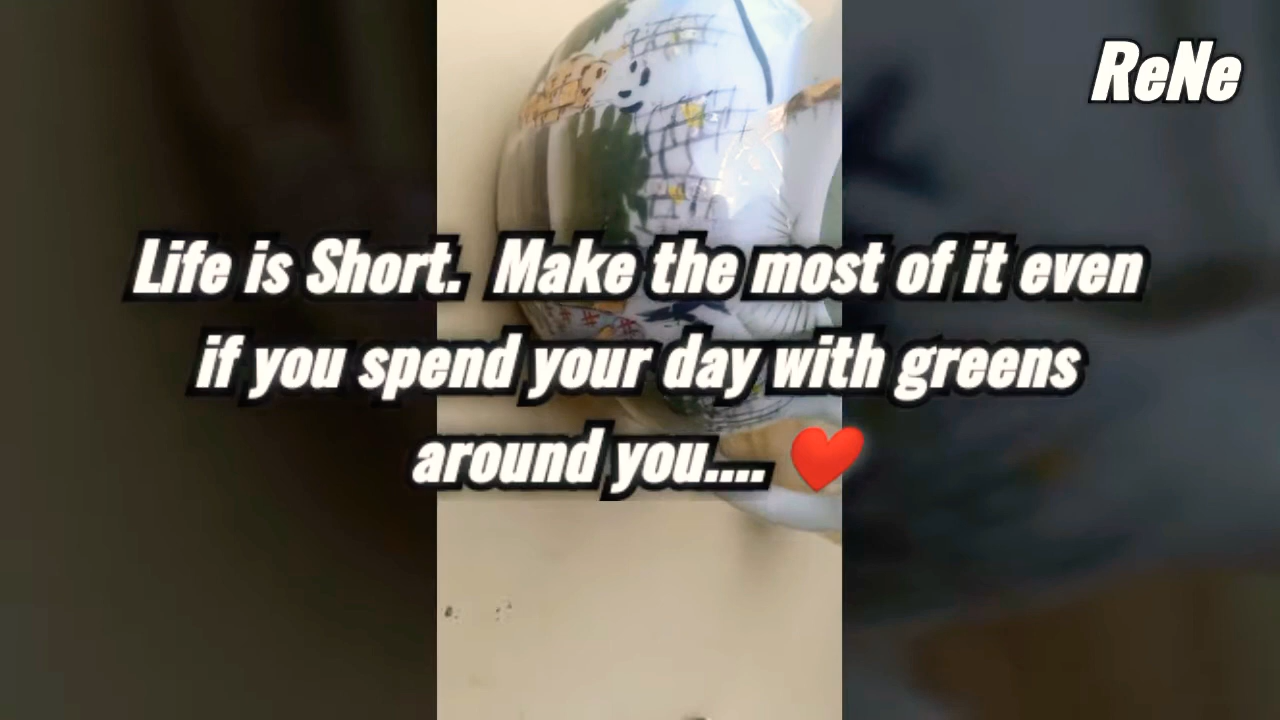 ReNe
Life is Short. Make the most of it even
if you spend your day with greens
around you.... ❤️